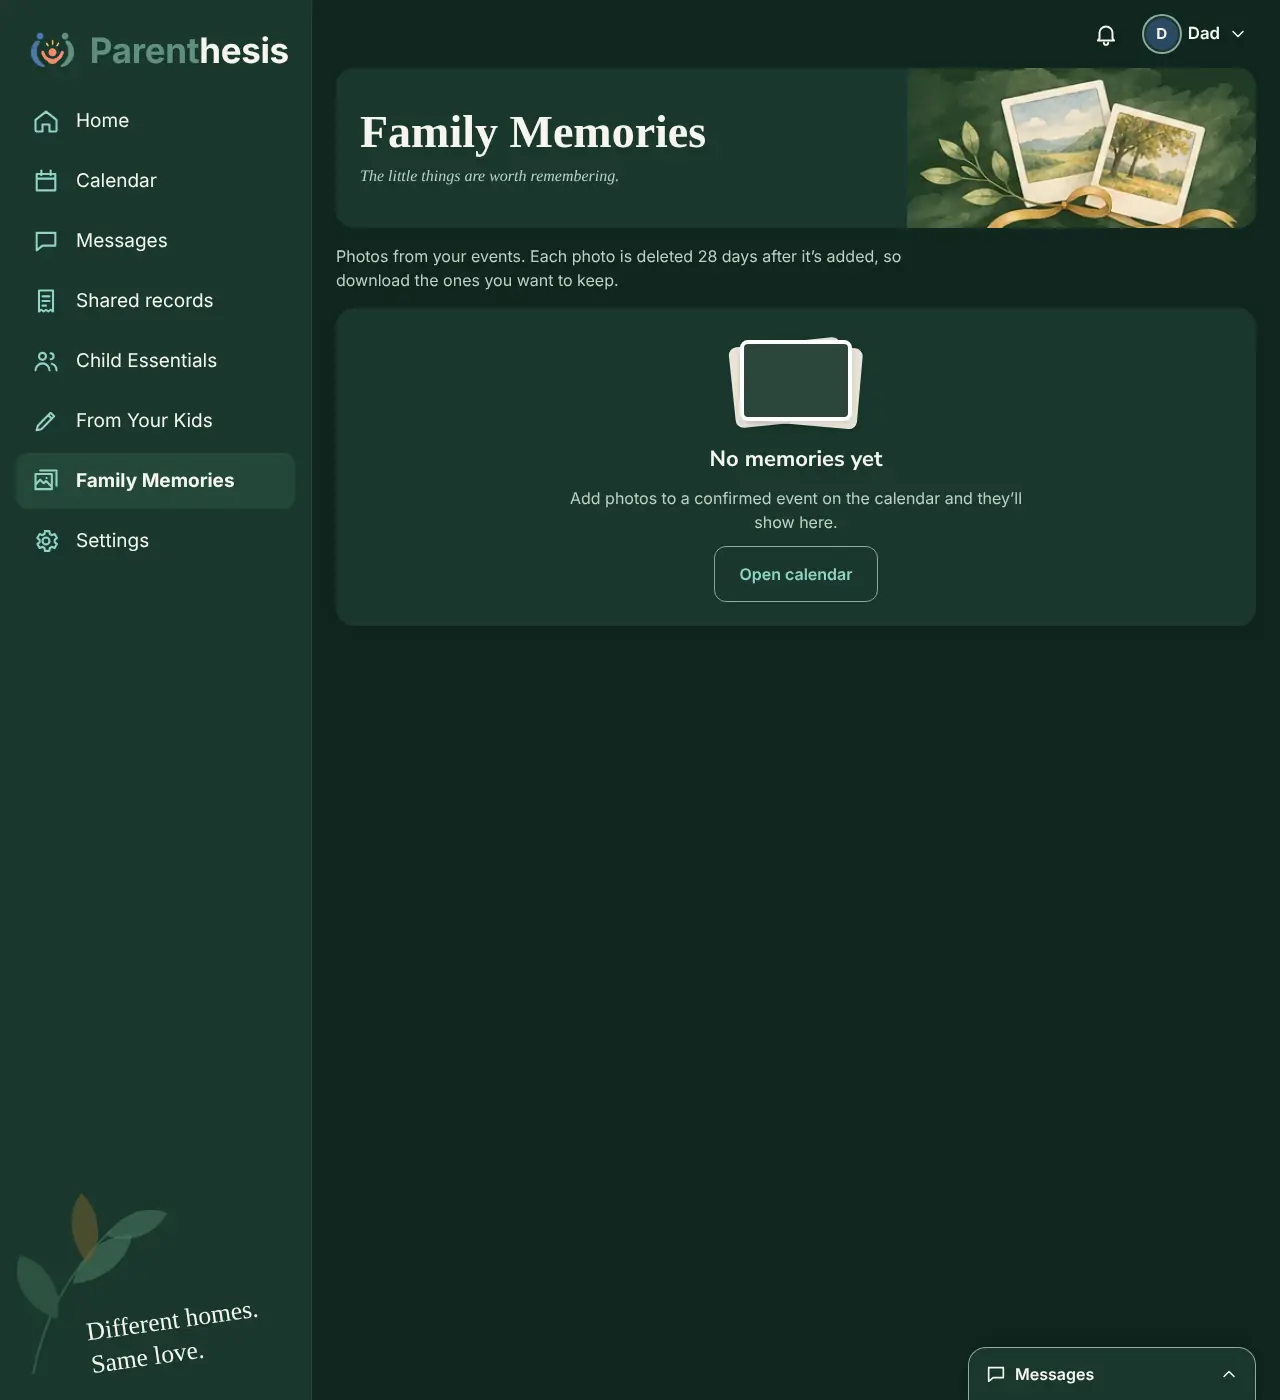 Parenthesis
Home
Calendar
Messages
Shared records
Child Essentials
From Your Kids
Family Memories
Settings
Different homes.
Same love.
D Dad
Family Memories
The little things are worth remembering.
Photos from your events. Each photo is deleted 28 days after it’s added, so
download the ones you want to keep.
No memories yet
Add photos to a confirmed event on the calendar and they’ll
show here.
Open calendar
Messages